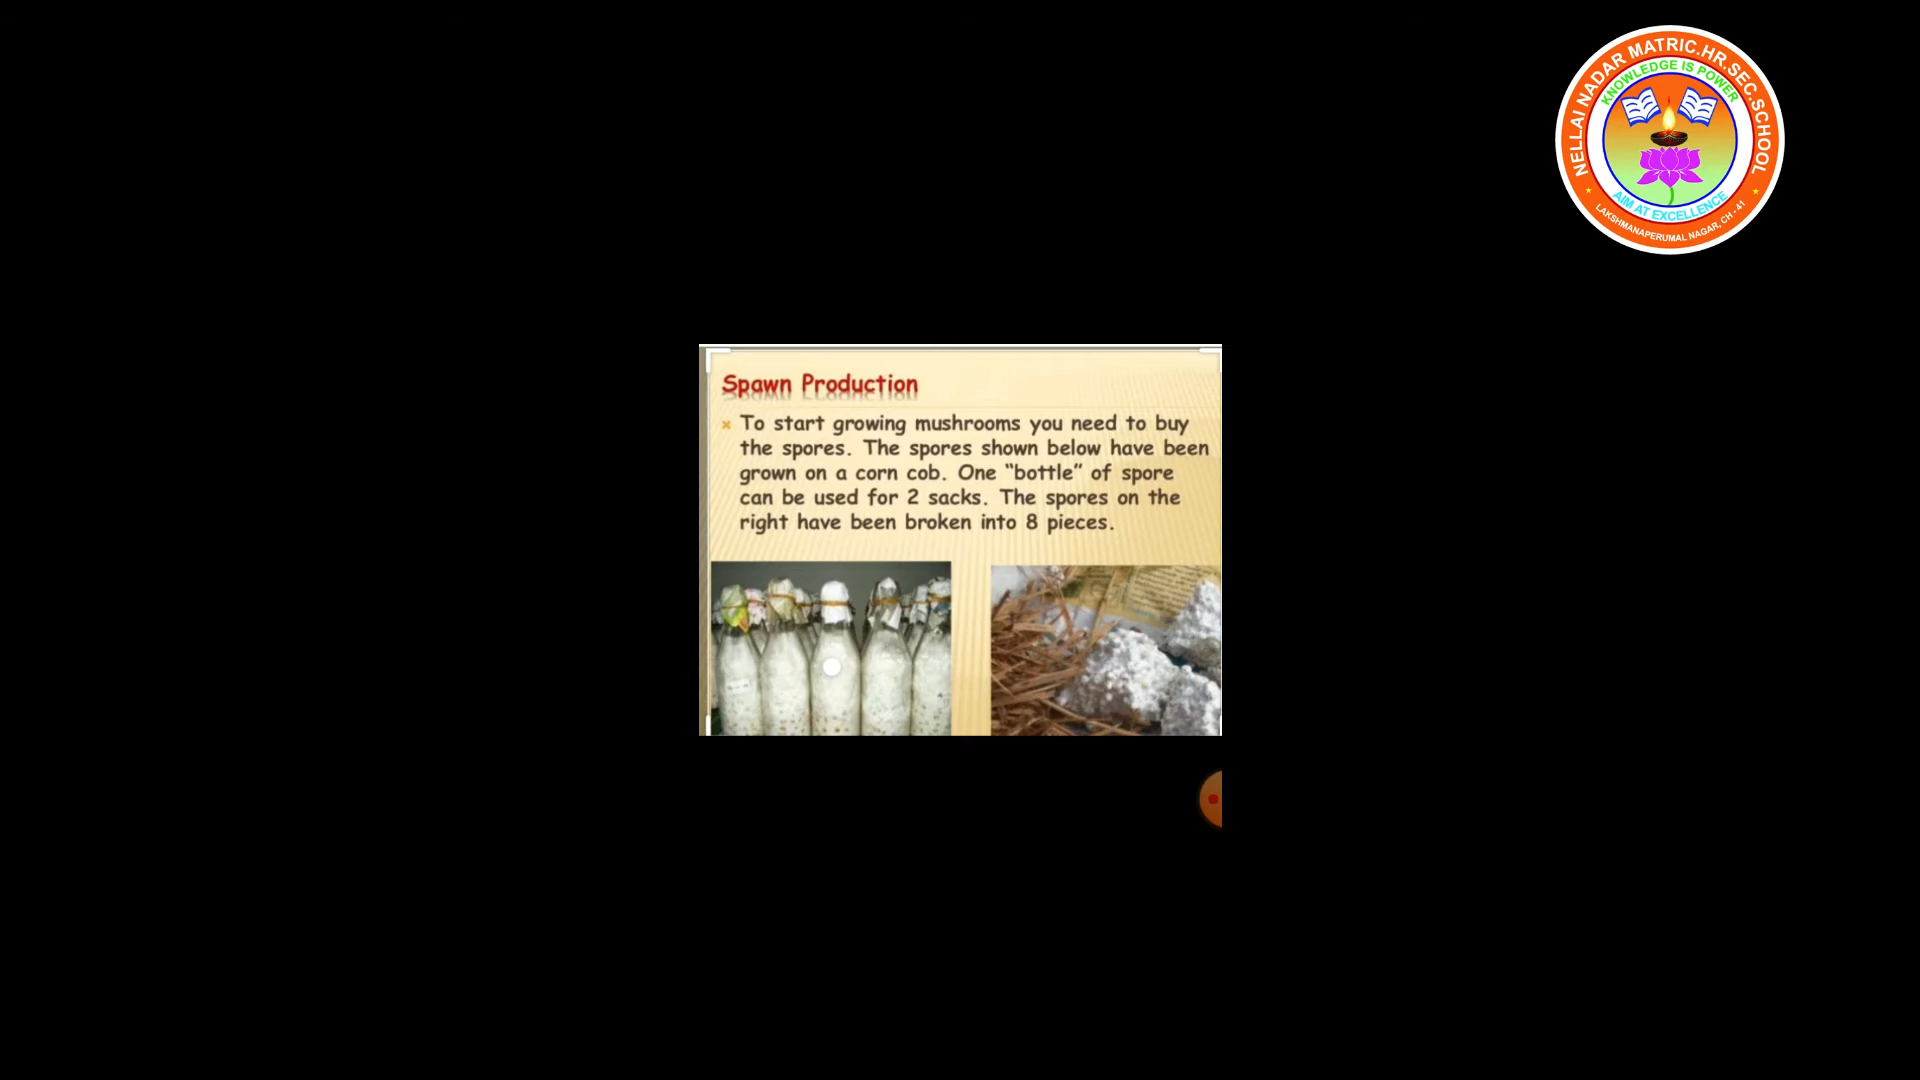 NELLAI NADAR MATRIC.HR.SEC.SCHOOL
KNOWLEDGE IS POWER
AIM AT EXCELLENCE
LAKSHMANAPERUMAL NAGAR, CH - 41
Spawn Production
To start growing mushrooms you need to buy
the spores. The spores shown below have been
grown on a corn cob. One “bottle” of spore
can be used for 2 sacks. The spores on the
right have been broken into 8 pieces.